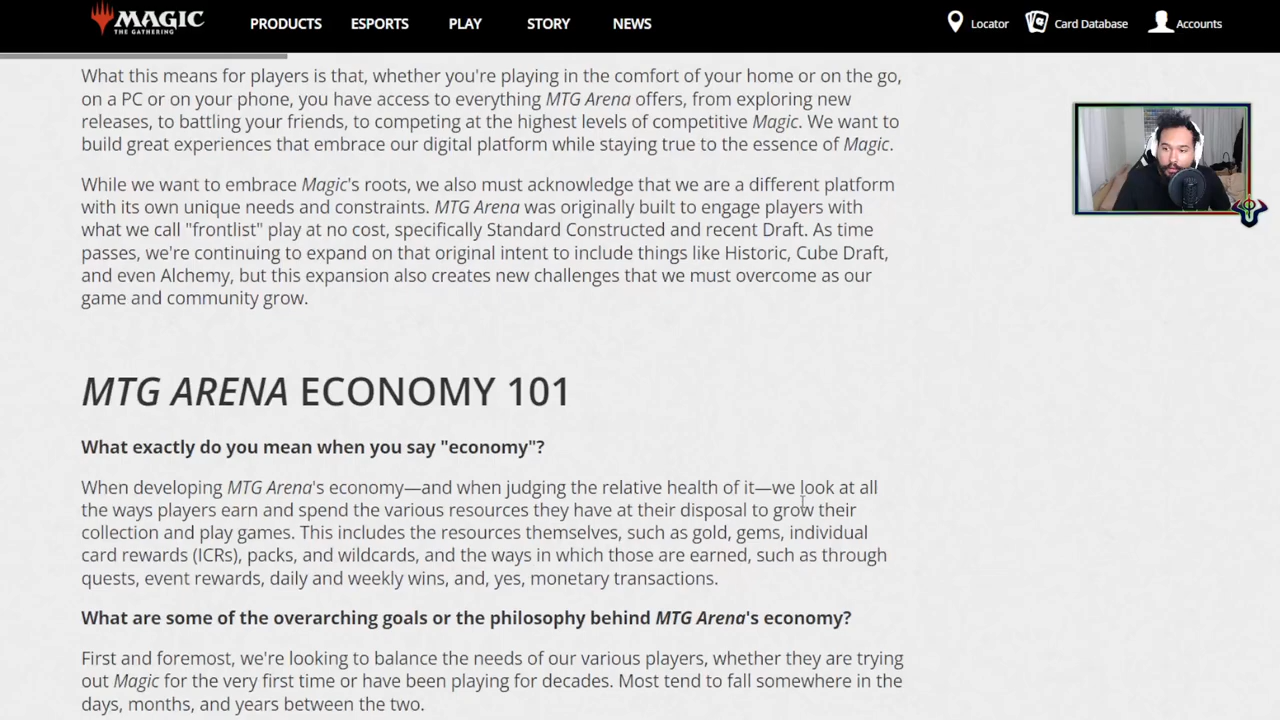 MAGIC
THE GATHERING
PRODUCTS
ESPORTS
PLAY
STORY
NEWS
Locator
Card Database
Accounts
What this means for players is that, whether you're playing in the comfort of your home or on the go,
on a PC or on your phone, you have access to everything MTG Arena offers, from exploring new
releases, to battling your friends, to competing at the highest levels of competitive Magic. We want to
build great experiences that embrace our digital platform while staying true to the essence of Magic.
While we want to embrace Magic's roots, we also must acknowledge that we are a different platform
with its own unique needs and constraints. MTG Arena was originally built to engage players with
what we call "frontlist" play at no cost, specifically Standard Constructed and recent Draft. As time
passes, we're continuing to expand on that original intent to include things like Historic, Cube Draft,
and even Alchemy, but this expansion also creates new challenges that we must overcome as our
game and community grow.
MTG ARENA ECONOMY 101
What exactly do you mean when you say "economy"?
When developing MTG Arena's economy—and when judging the relative health of it—we look at all
the ways players earn and spend the various resources they have at their disposal to grow their
collection and play games. This includes the resources themselves, such as gold, gems, individual
card rewards (ICRs), packs, and wildcards, and the ways in which those are earned, such as through
quests, event rewards, daily and weekly wins, and, yes, monetary transactions.
What are some of the overarching goals or the philosophy behind MTG Arena's economy?
First and foremost, we're looking to balance the needs of our various players, whether they are trying
out Magic for the very first time or have been playing for decades. Most tend to fall somewhere in the
days, months, and years between the two.